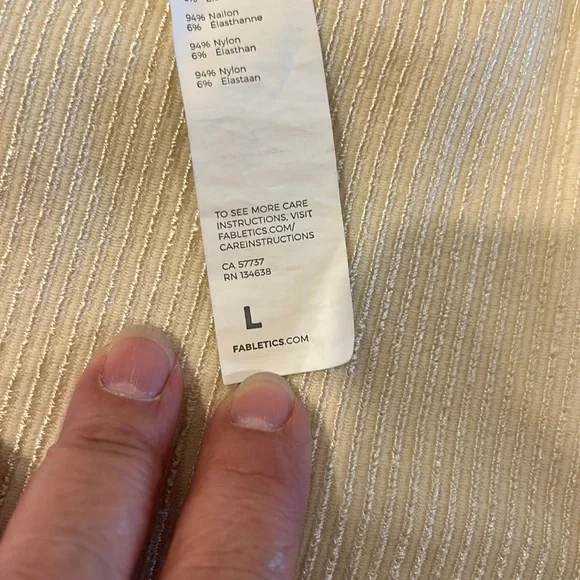 94% Nailon
6% Élasthanne
94% Nylon
6% Elasthan
94% Nylon
6% Elastaan
TO SEE MORE CARE
INSTRUCTIONS, VISIT
FABLETICS.COM/
CAREINSTRUCTIONS
CA 57737
RN 134638
L
FABLETICS.COM